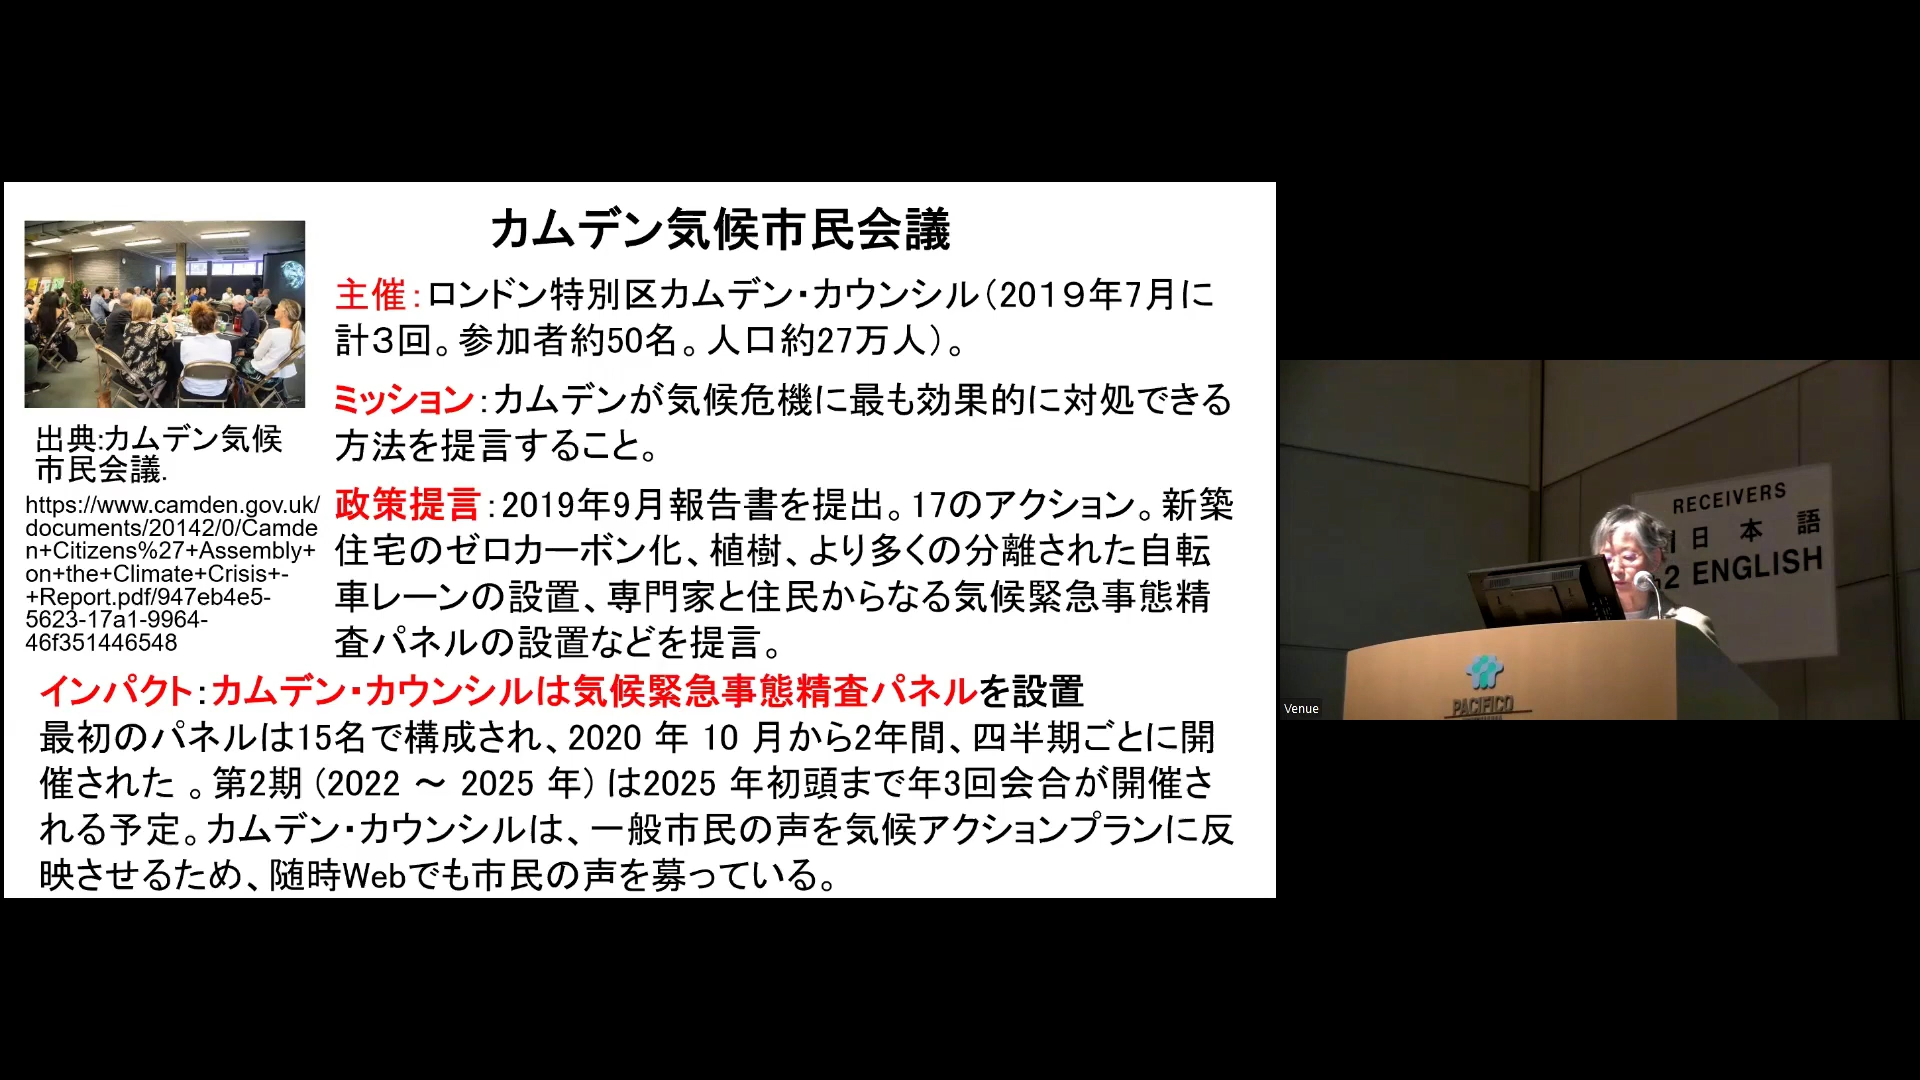 カムデン気候市民会議
主催：ロンドン特別区カムデン・カウンシル（2019年7月に
計３回。参加者約50名。人口約27万人）。
ミッション：カムデンが気候危機に最も効果的に対処できる
方法を提言すること。
政策提言：2019年9月報告書を提出。17のアクション。新築
住宅のゼロカーボン化、植樹、より多くの分離された自転
車レーンの設置、専門家と住民からなる気候緊急事態精
査パネルの設置などを提言。
出典:カムデン気候
市民会議.
https://www.camden.gov.uk/
documents/20142/0/Camde
n+Citizens%27+Assembly+
on+the+Climate+Crisis+-
+Report.pdf/947eb4e5-
5623-17a1-9964-
46f351446548
インパクト：カムデン・カウンシルは気候緊急事態精査パネルを設置
最初のパネルは15名で構成され、2020 年 10 月から2年間、四半期ごとに開
催された 。第2期 (2022 ～ 2025 年) は2025 年初頭まで年3回会合が開催さ
れる予定。カムデン・カウンシルは、一般市民の声を気候アクションプランに反
映させるため、随時Webでも市民の声を募っている。
RECEIVERS
日本語
2 ENGLISH
PACIFICO
Venue